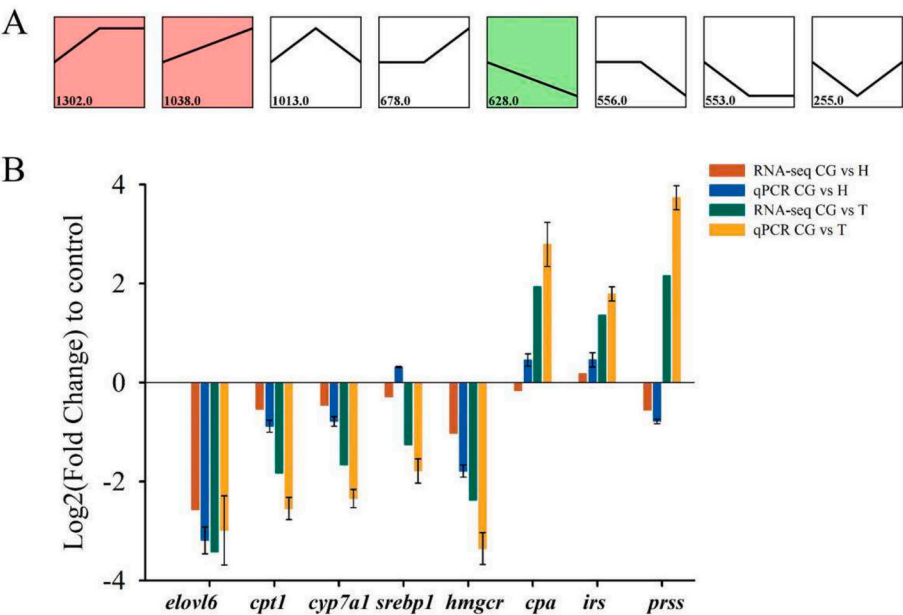 A
1302.0 1038.0 1013.0 678.0 628.0 556.0 553.0 255.0
B
RNA-seq CG vs H
qPCR CG vs H
RNA-seq CG vs T
qPCR CG vs T
Log2(Fold Change) to control
4
2
0
-2
-4
elovl6 cpt1 cyp7a1 srebp1 hmgcr cpa irs prss